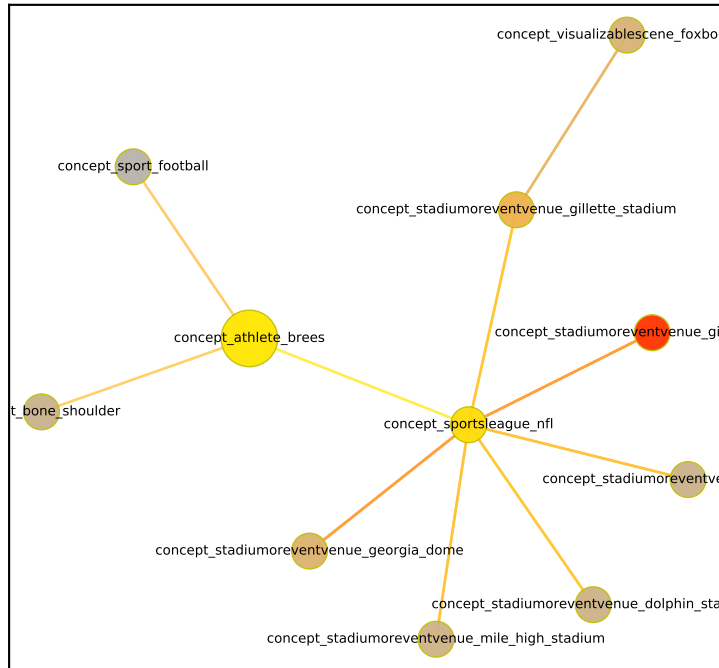 concept_visualizablescene_foxbo
concept_sport_football
concept_stadiumoreventvenue_gillette_stadium
concept_stadiumoreventvenue_gi
concept_athlete_brees
t_bone_shoulder
concept_sportsleague_nfl
concept_stadiumoreventve
concept_stadiumoreventvenue_georgia_dome
concept_stadiumoreventvenue_dolphin_sta
concept_stadiumoreventvenue_mile_high_stadium